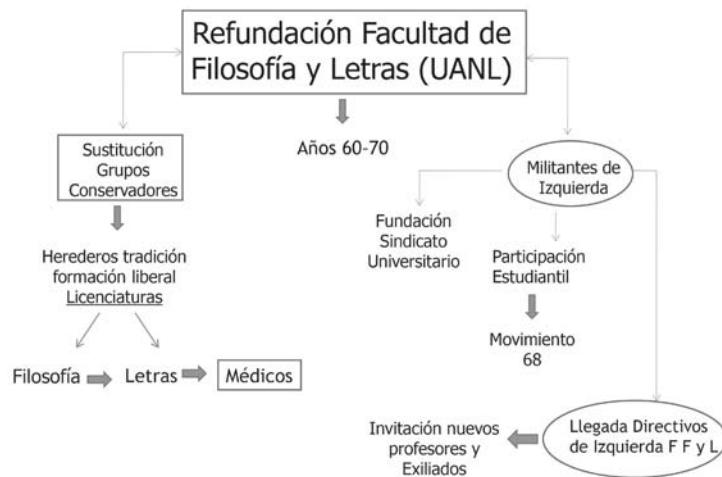 Refundación Facultad de
Filosofía y Letras (UANL)
Años 60-70
Sustitución
Grupos
Conservadores
Herederos tradición
formación liberal
Licenciaturas
Filosofía
Letras
Médicos
Militantes de
Izquierda
Fundación
Sindicato
Universitario
Participación
Estudiantil
Movimiento
68
Llegada Directivos
de Izquierda F F y L
Invitación nuevos
profesores y
Exiliados